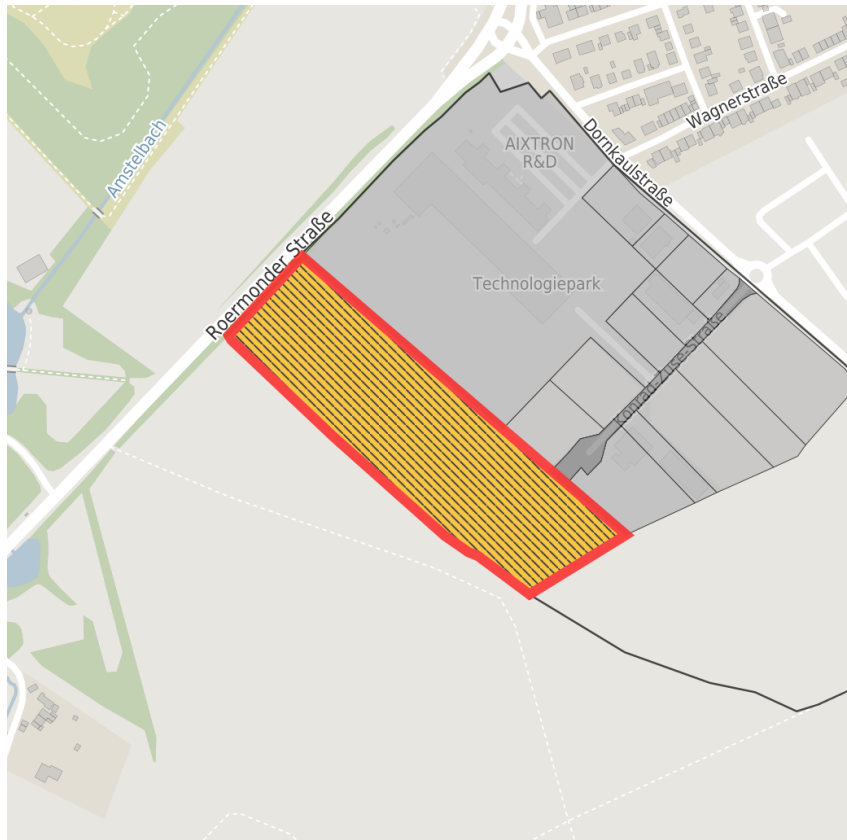 Amstelbach
Wagnerstraße
Dornkaulstraße
AIXTRON
R&D
Roermonder Straße
Technologiepark
Konrad-Zuse-Straße